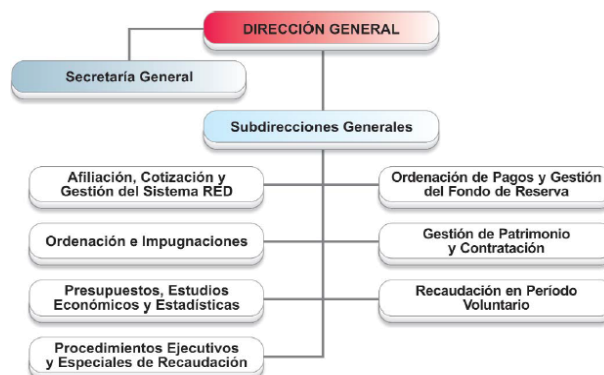 DIRECCIÓN GENERAL
Secretaría General
Subdirecciones Generales
Afiliación, Cotización y
Gestión del Sistema RED
Ordenación de Pagos y Gestión
del Fondo de Reserva
Ordenación e Impugnaciones
Gestión de Patrimonio
y Contratación
Presupuestos, Estudios
Económicos y Estadísticas
Recaudación en Período
Voluntario
Procedimientos Ejecutivos
y Especiales de Recaudación